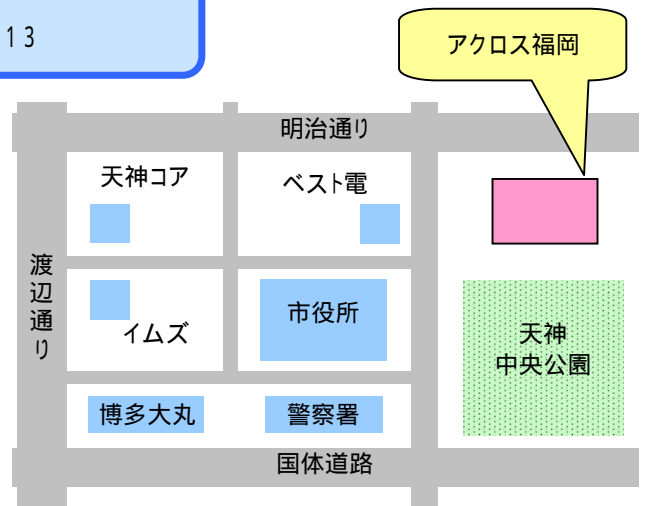 13
アクロス福岡
明治通り
天神コア
ベスト電
渡辺通り
イムズ
市役所
天神
中央公園
博多大丸
警察署
国体道路